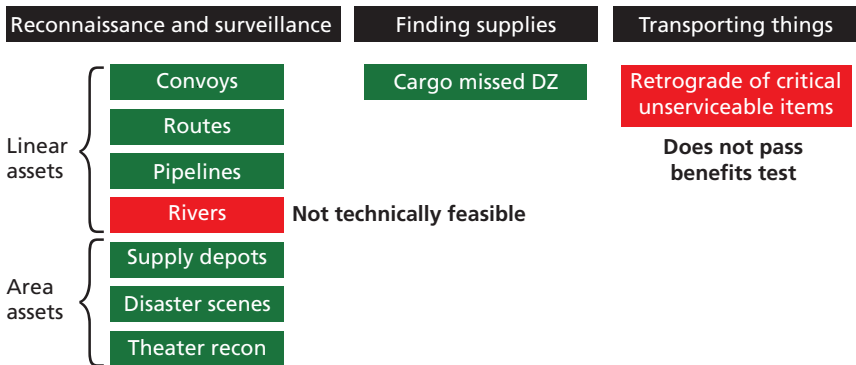 Reconnaissance and surveillance
Finding supplies
Transporting things
Linear
assets
Convoys
Routes
Pipelines
Rivers
Not technically feasible
Area
assets
Supply depots
Disaster scenes
Theater recon
Cargo missed DZ
Retrograde of critical
unserviceable items
Does not pass
benefits test